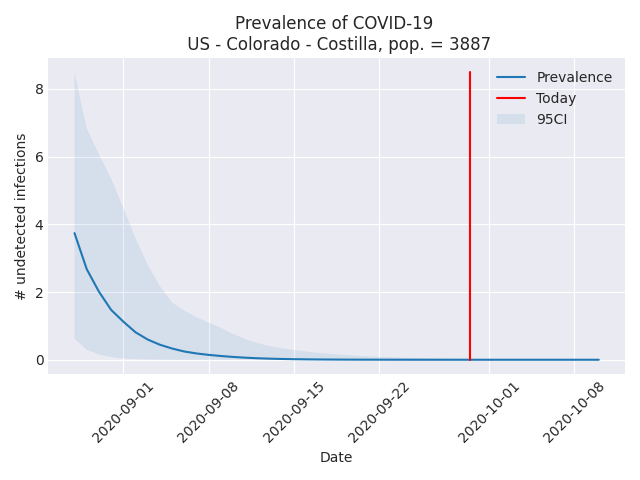 Prevalence of COVID-19
US - Colorado - Costilla, pop. = 3887
Prevalence
Today
95CI
# undetected infections
8
6
4
2
0
2020-09-01
2020-09-08
2020-09-15
2020-09-22
2020-10-01
2020-10-08
Date